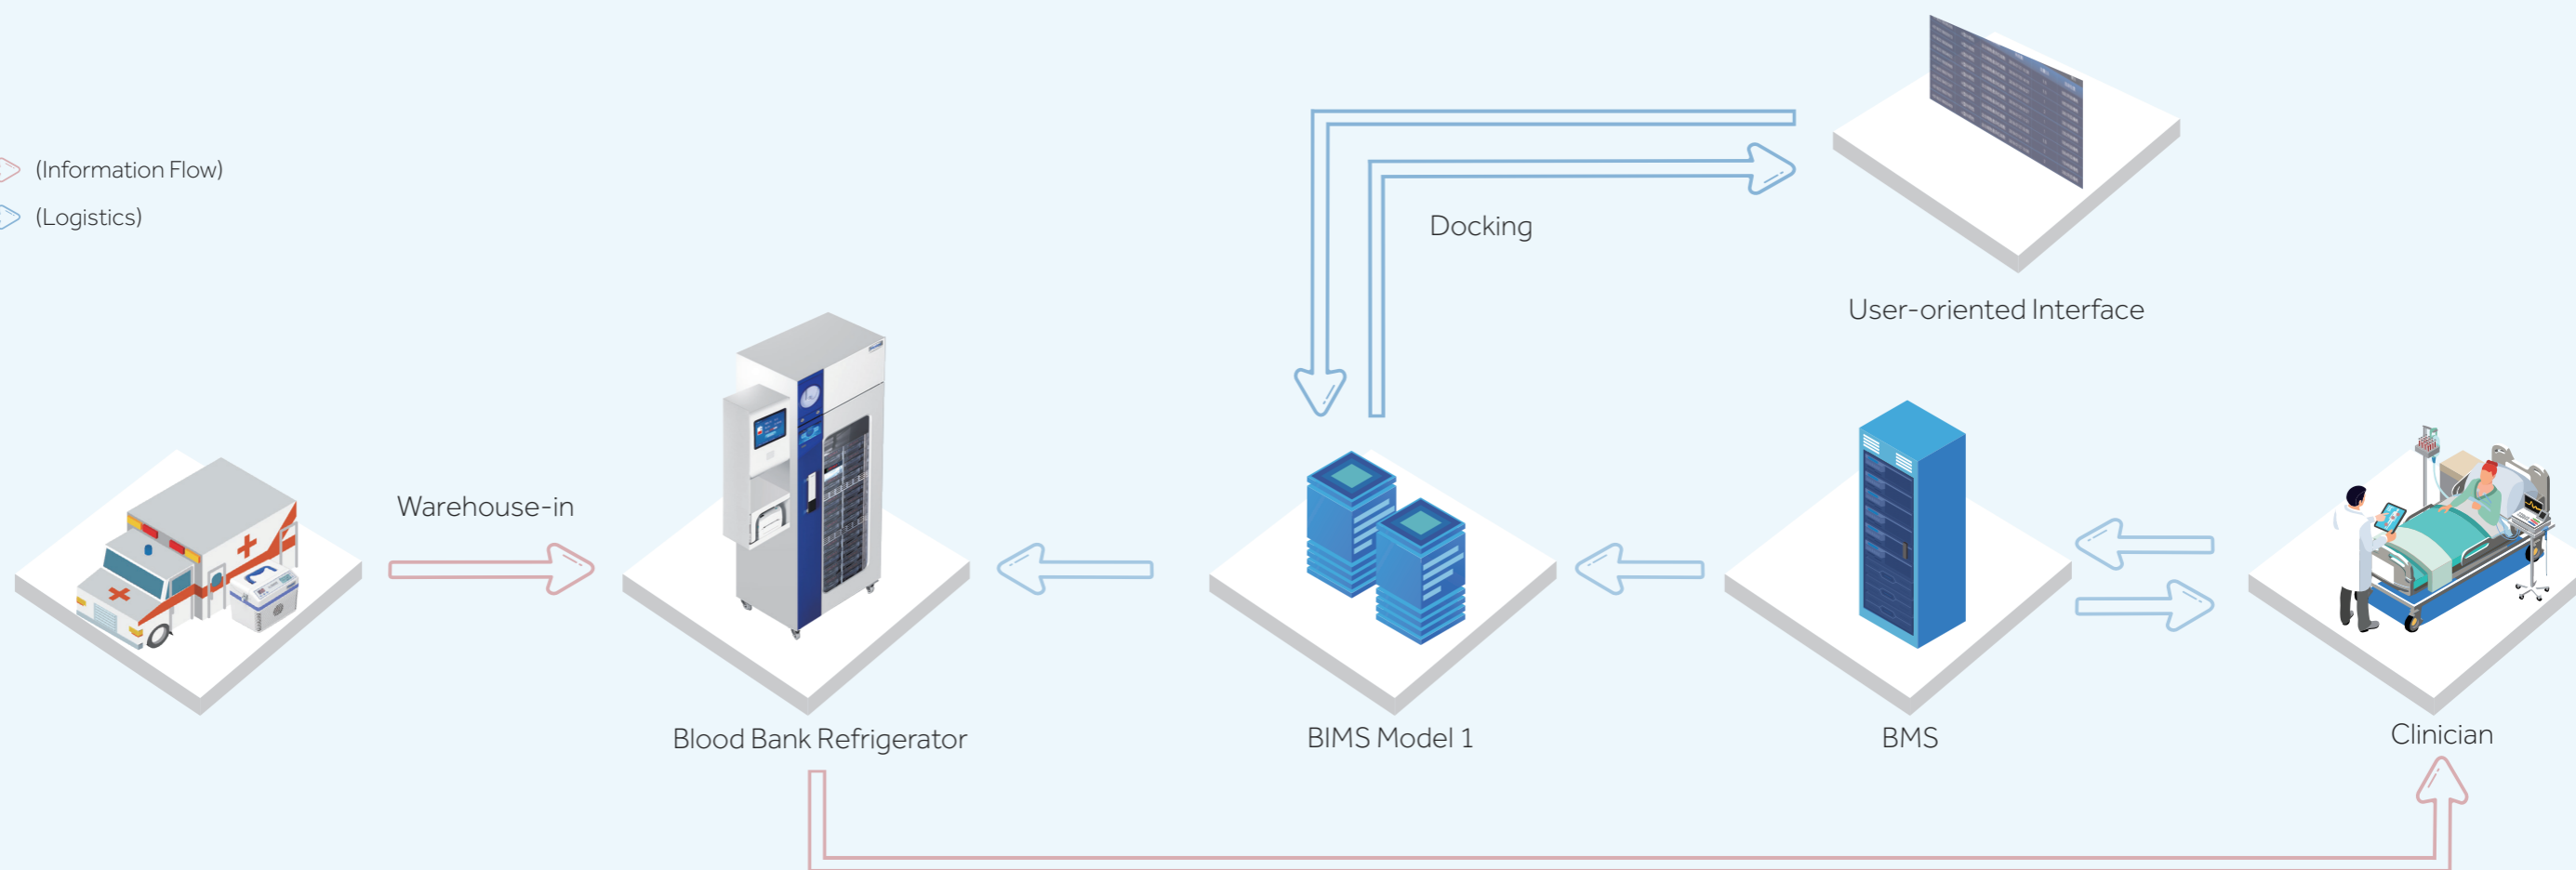 (Information Flow)
(Logistics)
Docking
User-oriented Interface
Warehouse-in
Blood Bank Refrigerator
BIMS Model 1
BMS
Clinician